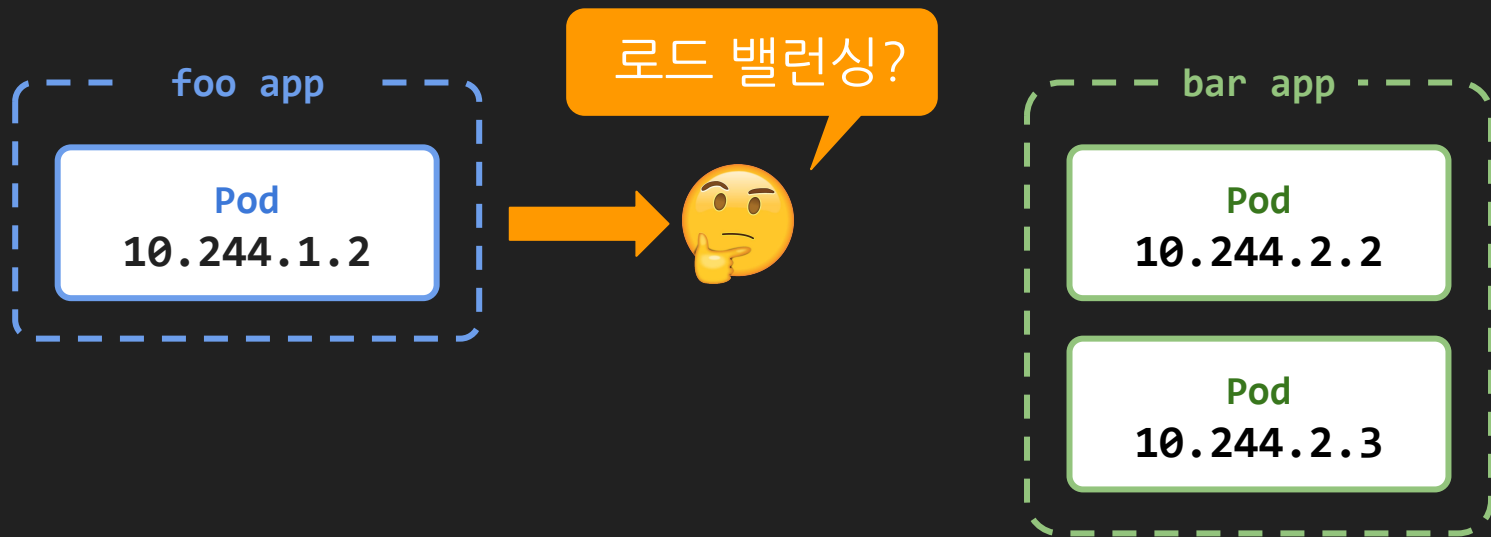 로드 밸런싱?
foo app
Pod
10.244.1.2
bar app
Pod
10.244.2.2
Pod
10.244.2.3